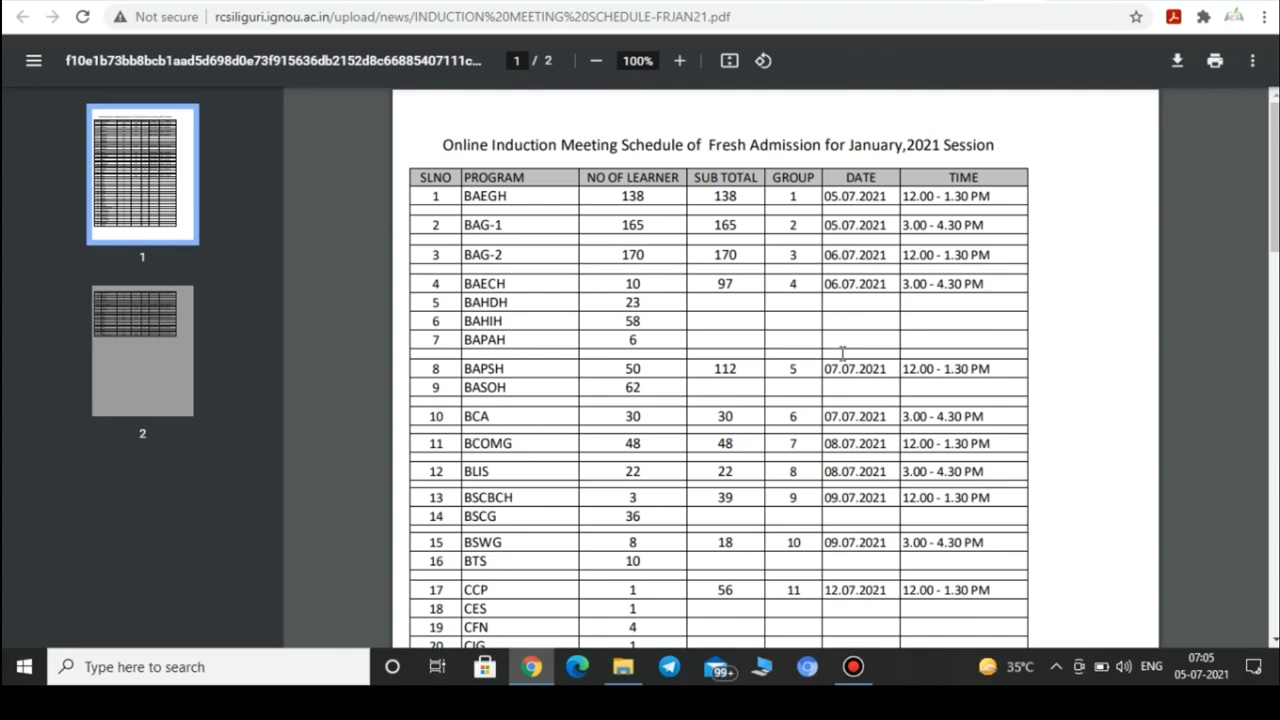 Not secure rcsiliguri.ignou.ac.in/upload/news/INDUCTION%20MEETING%20SCHEDULE-FRJAN21.pdf
f10e1b73bb8bcb1aad5d698d0e73f915636db2152d8c66885407111c... 1 / 2 100%
Online Induction Meeting Schedule of Fresh Admission for January,2021 Session
SLNO PROGRAM NO OF LEARNER SUB TOTAL GROUP DATE TIME
1 BAEGH 138 138 1 05.07.2021 12.00 - 1.30 PM
2 BAG-1 165 165 2 05.07.2021 3.00 - 4.30 PM
3 BAG-2 170 170 3 06.07.2021 12.00 - 1.30 PM
4 BAECH 10 97 4 06.07.2021 3.00 - 4.30 PM
5 BAHDH 23
6 BAHIH 58
7 BAPAH 6
8 BAPSH 50 112 5 07.07.2021 12.00 - 1.30 PM
9 BASOH 62
10 BCA 30 30 6 07.07.2021 3.00 - 4.30 PM
11 BCOMG 48 48 7 08.07.2021 12.00 - 1.30 PM
12 BLIS 22 22 8 08.07.2021 3.00 - 4.30 PM
13 BSCBCH 3 39 9 09.07.2021 12.00 - 1.30 PM
14 BSCG 36
15 BSWG 8 18 10 09.07.2021 3.00 - 4.30 PM
16 BTS 10
17 CCP 1 56 11 12.07.2021 12.00 - 1.30 PM
18 CES 1
19 CFN 4
20 CIG 1
1
2
Type here to search 99+ 35°C ENG 07:05
05-07-2021